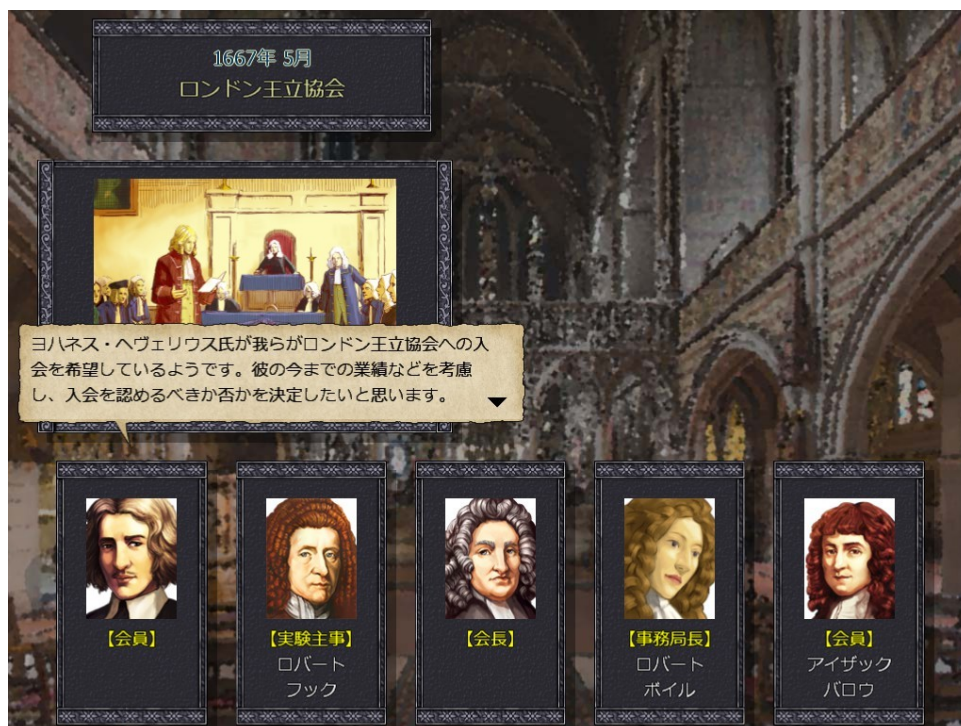 1667年 5月
ロンドン王立協会
ヨハネス・ヘヴェリウス氏が我らがロンドン王立協会への入
会を希望しているようです。彼の今までの業績などを考慮
し、入会を認めるべきか否かを決定したいと思います。
【会員】
【実験主事】
ロバート
フック
【会長】
【事務局長】
ロバート
ボイル
【会員】
アイザック
バロウ